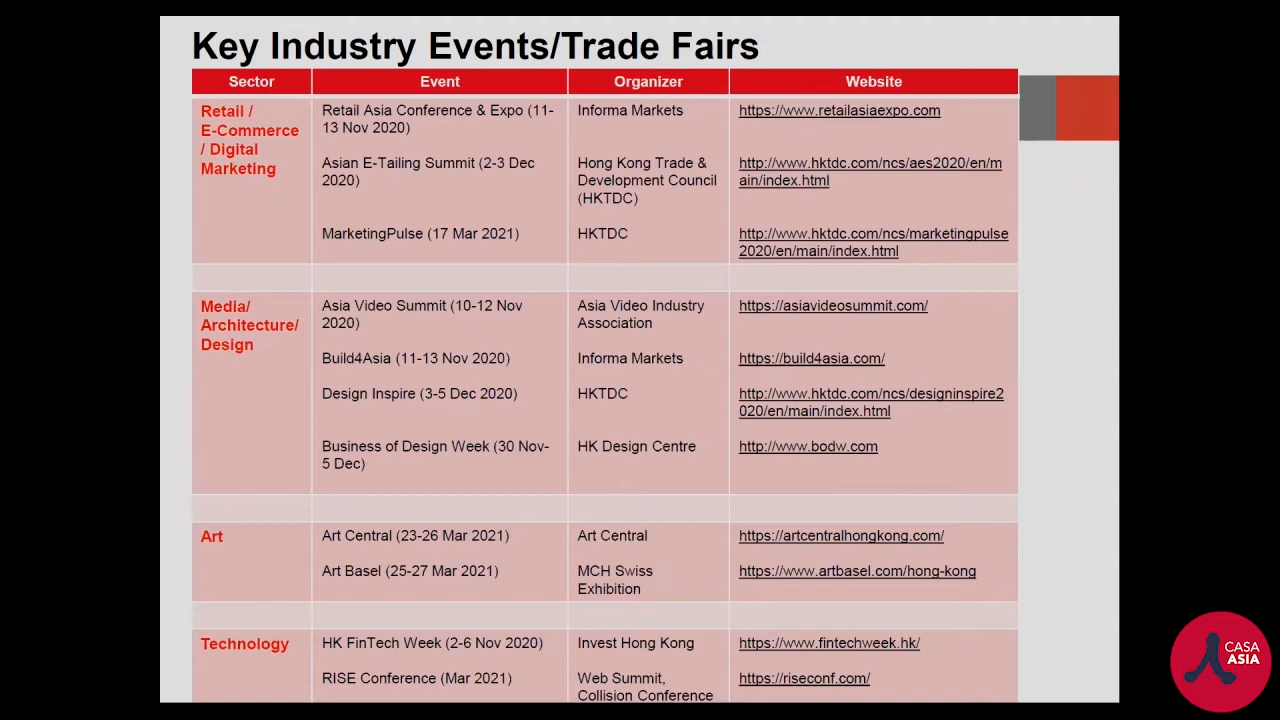 Key Industry Events/Trade Fairs
Sector Event Organizer Website
Retail /
E-Commerce
/ Digital
Marketing
Retail Asia Conference & Expo (11-
13 Nov 2020)
Informa Markets
https://www.retailasiaexpo.com
Asian E-Tailing Summit (2-3 Dec
2020)
Hong Kong Trade &
Development Council
(HKTDC)
http://www.hktdc.com/ncs/aes2020/en/m
ain/index.html
MarketingPulse (17 Mar 2021)
HKTDC
http://www.hktdc.com/ncs/marketingpulse
2020/en/main/index.html
Media/
Architecture/
Design
Asia Video Summit (10-12 Nov
2020)
Asia Video Industry
Association
https://asiavideosummit.com/
Build4Asia (11-13 Nov 2020)
Informa Markets
https://build4asia.com/
Design Inspire (3-5 Dec 2020)
HKTDC
http://www.hktdc.com/ncs/designinspire2
020/en/main/index.html
Business of Design Week (30 Nov-
5 Dec)
HK Design Centre
http://www.bodw.com
Art
Art Central (23-26 Mar 2021)
Art Central
https://artcentralhongkong.com/
Art Basel (25-27 Mar 2021)
MCH Swiss
Exhibition
https://www.artbasel.com/hong-kong
Technology
HK FinTech Week (2-6 Nov 2020)
Invest Hong Kong
https://www.fintechweek.hk/
RISE Conference (Mar 2021)
Web Summit,
Collision Conference
https://riseconf.com/
CASA
ASIA